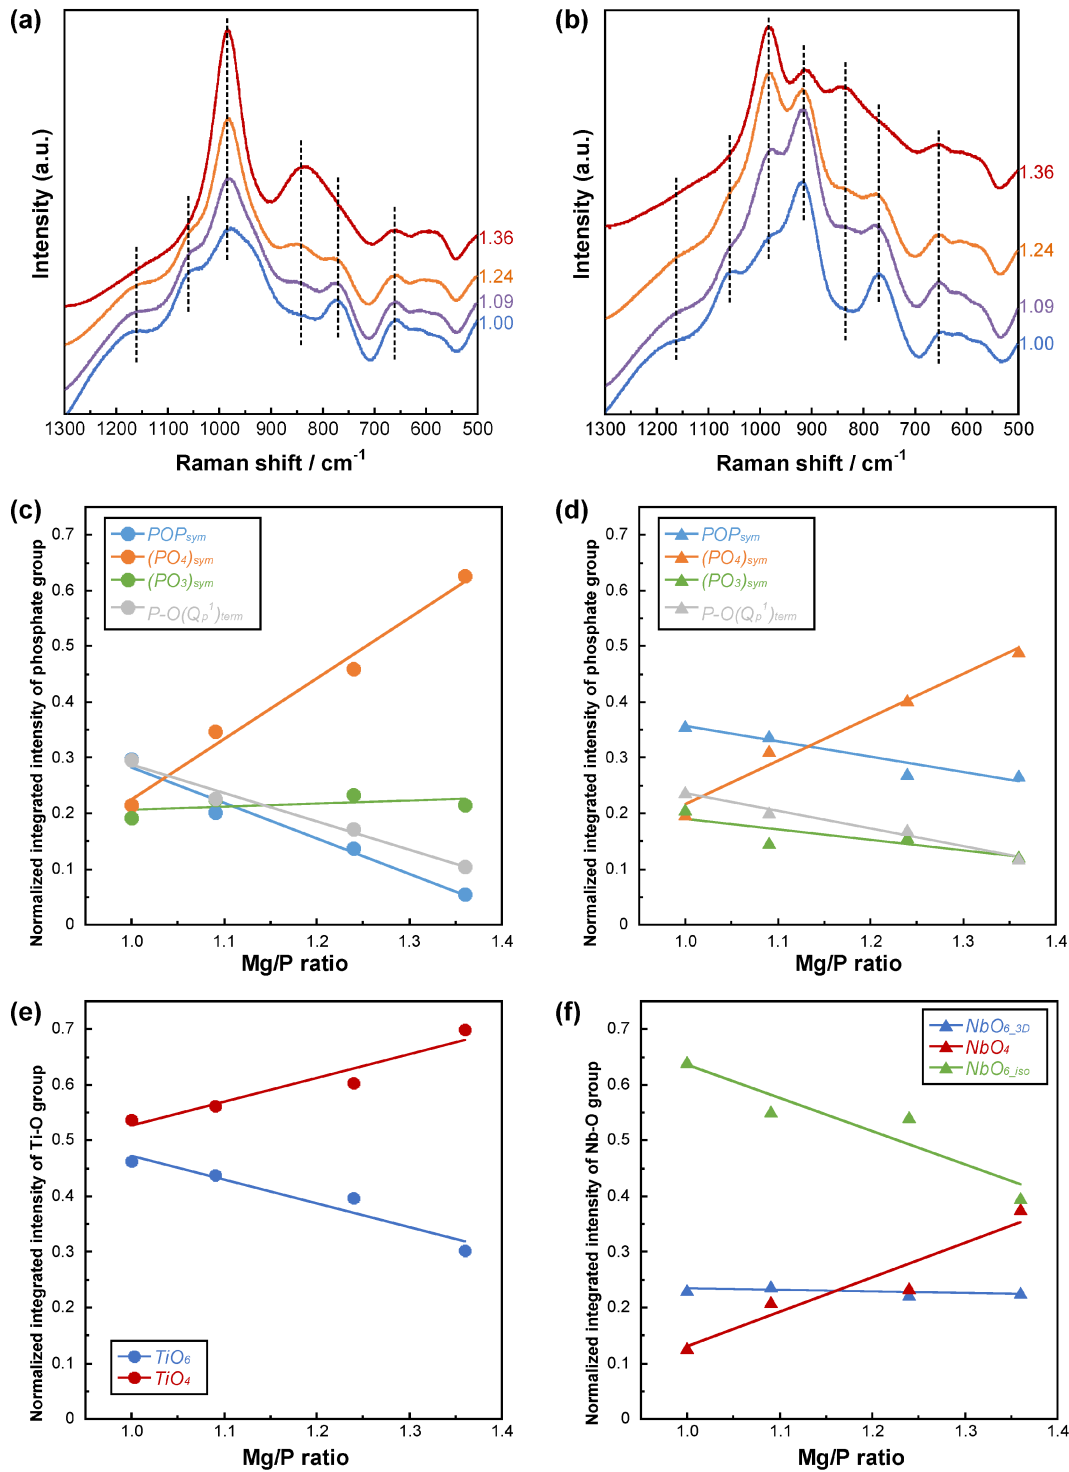 (a)
Intensity (a.u.)
1.36
1.24
1.09
1.00
1300 1200 1100 1000 900 800 700 600 500
Raman shift / cm-1
(b)
Intensity (a.u.)
1.36
1.24
1.09
1.00
1300 1200 1100 1000 900 800 700 600 500
Raman shift / cm-1
(c)
Normalized integrated intensity of phosphate group
0.7
0.6
0.5
0.4
0.3
0.2
0.1
0
POPsym
(PO4)sym
(PO3)sym
P-O(Qp1)term
1.0 1.1 1.2 1.3 1.4
Mg/P ratio
(d)
Normalized integrated intensity of phosphate group
0.7
0.6
0.5
0.4
0.3
0.2
0.1
0
POPsym
(PO4)sym
(PO3)sym
P-O(Qp1)term
1.0 1.1 1.2 1.3 1.4
Mg/P ratio
(e)
Normalized integrated intensity of Ti-O group
0.7
0.6
0.5
0.4
0.3
0.2
0.1
0
TiO6
TiO4
1.0 1.1 1.2 1.3 1.4
Mg/P ratio
(f)
Normalized integrated intensity of Nb-O group
0.7
0.6
0.5
0.4
0.3
0.2
0.1
0
NbO6_3D
NbO4
NbO6_iso
1.0 1.1 1.2 1.3 1.4
Mg/P ratio